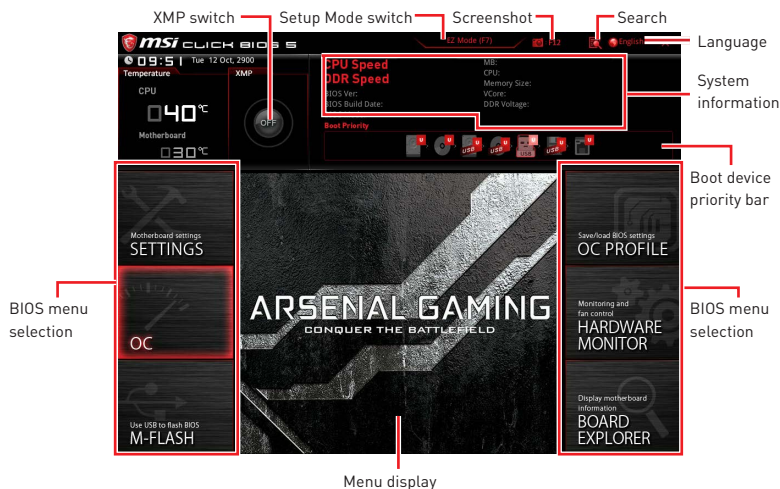 XMP switch
Setup Mode switch
Screenshot
Search
Language
System
information
Boot device
priority bar
BIOS menu
selection
BIOS menu
selection
Menu display
msi CLICK BIOS 5
EZ Mode (F7)
F12
English
09:51 Tue 12 Oct, 2900
Temperature
CPU
40°C
Motherboard
30°C
XMP
OFF
CPU Speed
DDR Speed
BIOS Ver:
BIOS Build Date:
MB:
CPU:
Memory Size:
VCore:
DDR Voltage:
Boot Priority
U U U U U U U
USB USB USB USB
Motherboard settings
SETTINGS
OC
Use USB to flash BIOS
M-FLASH
ARSENAL GAMING
CONQUER THE BATTLEFIELD
Save/load BIOS settings
OC PROFILE
Monitoring and
fan control
HARDWARE
MONITOR
Display motherboard
information
BOARD
EXPLORER